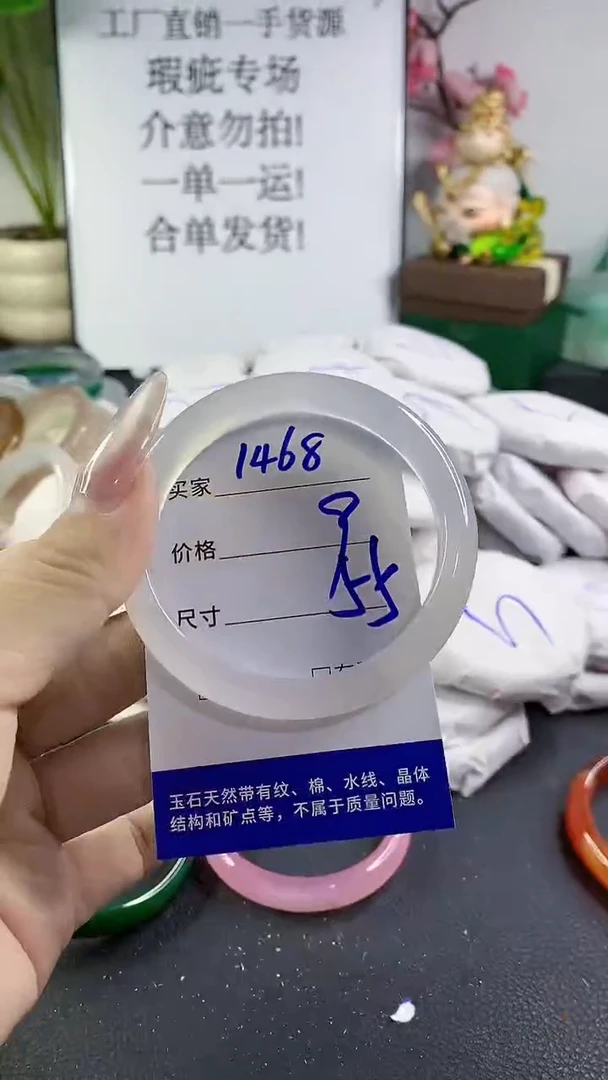 工厂直销一手货源
瑕疵专场
介意勿拍!
一单一运!
合单发货!
买家 1468
价格
尺寸 55
玉石天然带有纹、棉、水线、晶体
结构和矿点等，不属于质量问题。